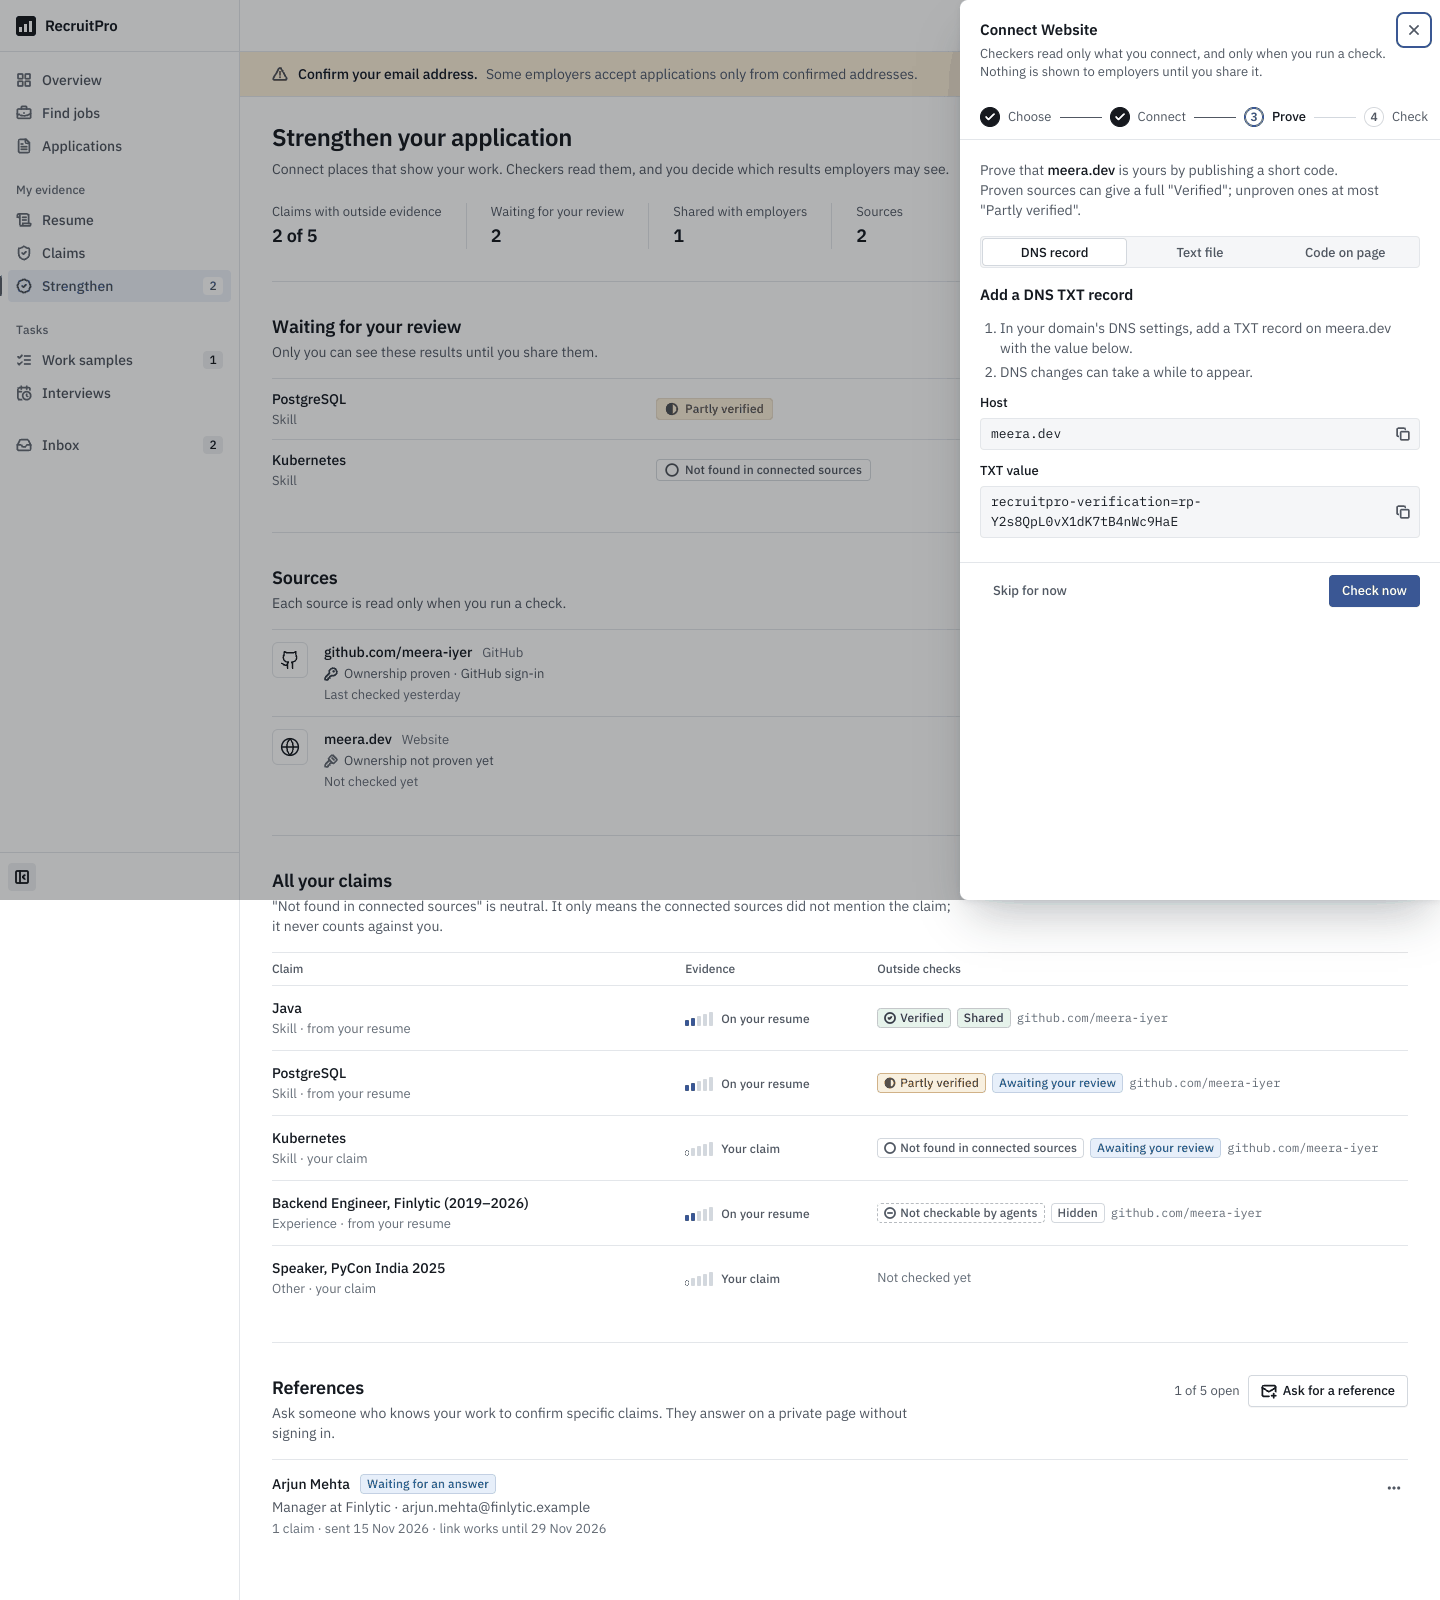 RecruitPro
Overview
Find jobs
Applications
My evidence
Resume
Claims
Strengthen 2
Tasks
Work samples 1
Interviews
Inbox 2
Confirm your email address. Some employers accept applications only from confirmed addresses.
Strengthen your application
Connect places that show your work. Checkers read them, and you decide which results employers may see.
Claims with outside evidence
2 of 5
Waiting for your review
2
Shared with employers
1
Sources
2
Waiting for your review
Only you can see these results until you share them.
PostgreSQL
Skill
Partly verified
Kubernetes
Skill
Not found in connected sources
Sources
Each source is read only when you run a check.
github.com/meera-iyer GitHub
Ownership proven · GitHub sign-in
Last checked yesterday
meera.dev Website
Ownership not proven yet
Not checked yet
All your claims
"Not found in connected sources" is neutral. It only means the connected sources did not mention the claim;
it never counts against you.
Claim Evidence Outside checks
Java
Skill · from your resume
On your resume
Verified Shared github.com/meera-iyer
PostgreSQL
Skill · from your resume
On your resume
Partly verified Awaiting your review github.com/meera-iyer
Kubernetes
Skill · your claim
Your claim
Not found in connected sources Awaiting your review github.com/meera-iyer
Backend Engineer, Finlytic (2019–2026)
Experience · from your resume
On your resume
Not checkable by agents Hidden github.com/meera-iyer
Speaker, PyCon India 2025
Other · your claim
Your claim
Not checked yet
References
Ask someone who knows your work to confirm specific claims. They answer on a private page without
signing in.
1 of 5 open
Ask for a reference
Arjun Mehta Waiting for an answer
Manager at Finlytic · arjun.mehta@finlytic.example
1 claim · sent 15 Nov 2026 · link works until 29 Nov 2026
Connect Website
Checkers read only what you connect, and only when you run a check.
Nothing is shown to employers until you share it.
Choose Connect 3 Prove 4 Check
Prove that meera.dev is yours by publishing a short code.
Proven sources can give a full "Verified"; unproven ones at most
"Partly verified".
DNS record Text file Code on page
Add a DNS TXT record
1. In your domain's DNS settings, add a TXT record on meera.dev
with the value below.
2. DNS changes can take a while to appear.
Host
meera.dev
TXT value
recruitpro-verification=rp-
Y2s8QpL0vX1dK7tB4nWc9HaE
Skip for now
Check now